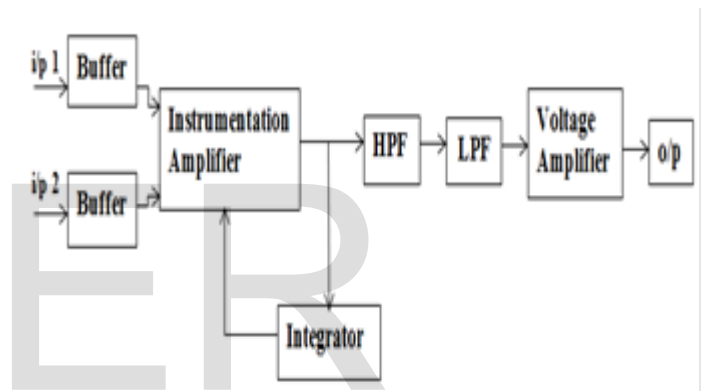 i/p 1
Buffer
Instrumentation
Amplifier
HPF
LPF
Voltage
Amplifier
o/p
i/p 2
Buffer
Integrator
ER